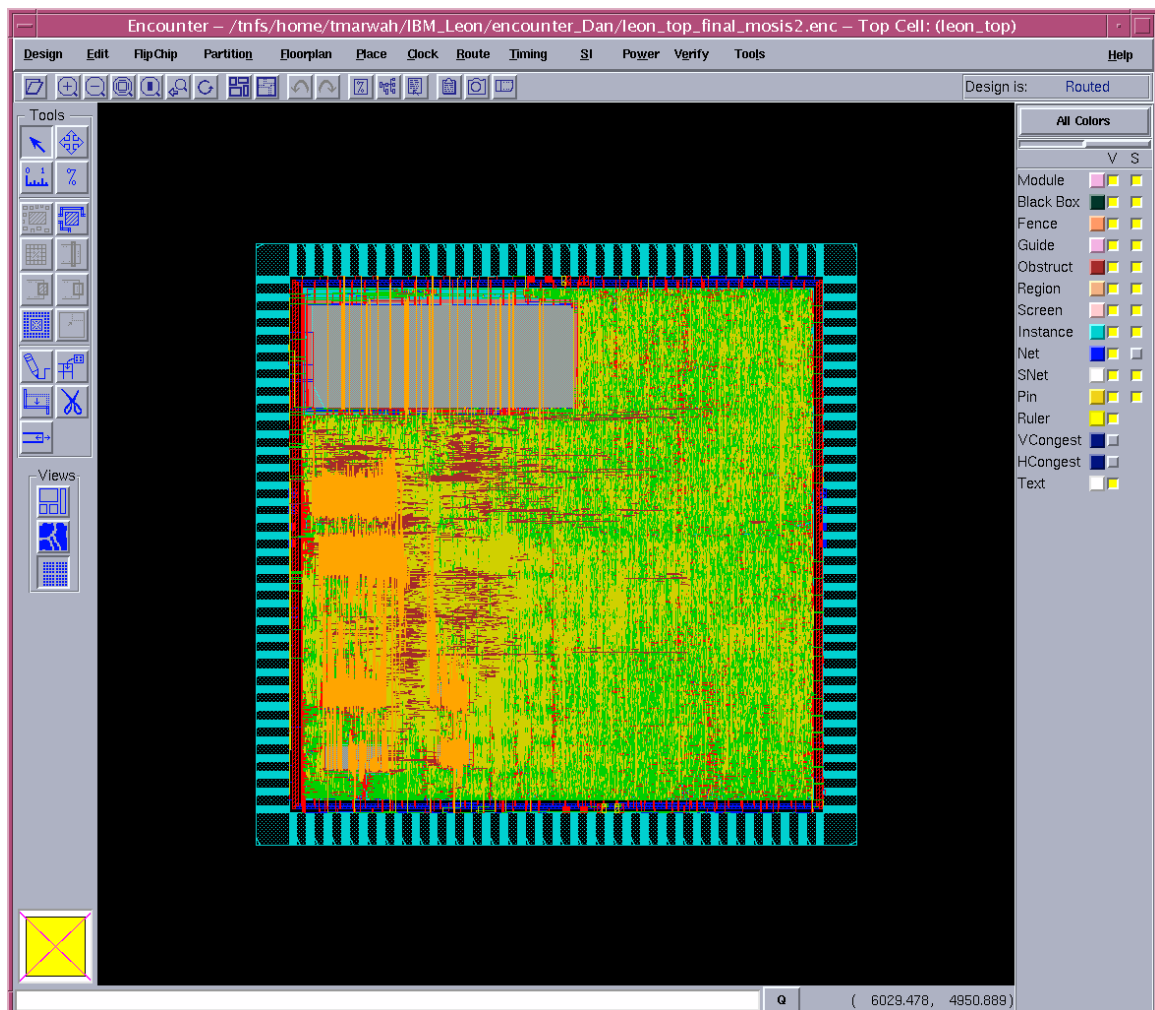 Encounter – /tnfs/home/tmarwah/IBM_Leon/encounter_Dan/leon_top_final_mosis2.enc – Top Cell: (leon_top)
Design Edit FlipChip Partition Floorplan Place Clock Route Timing SI Power Verify Tools Help
Design is: Routed
Tools
All Colors
V S
0 1
%
Module
Black Box
Fence
Guide
Obstruct
Region
Screen
Instance
Net
SNet
Pin
Ruler
VCongest
HCongest
Text
Views
Q ( 6029.478, 4950.889)